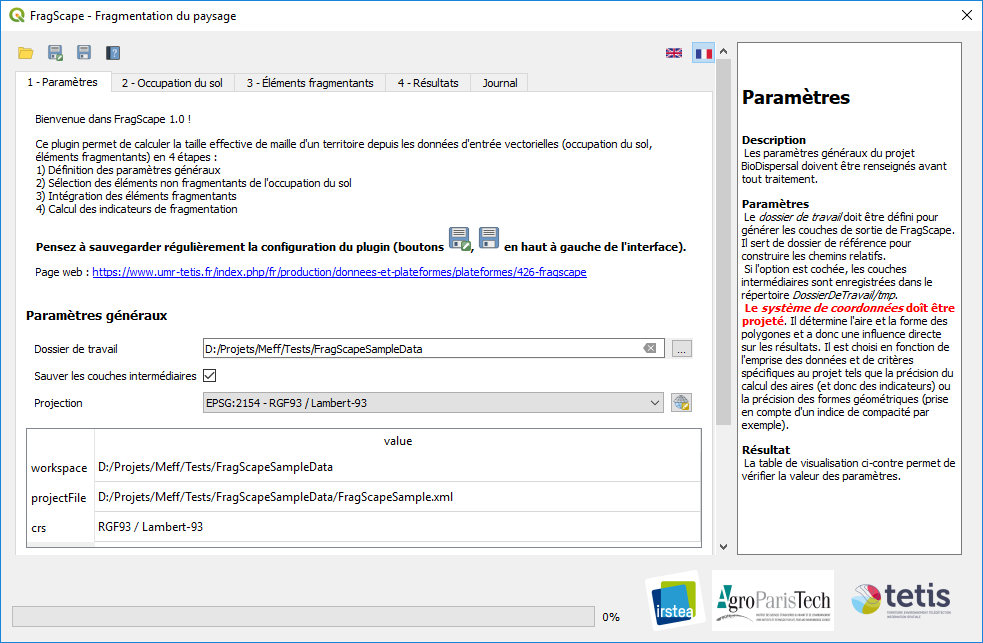 FragScape - Fragmentation du paysage
1 - Paramètres
2 - Occupation du sol
3 - Éléments fragmentants
4 - Résultats
Journal
Bienvenue dans FragScape 1.0 !
Ce plugin permet de calculer la taille effective de maille d'un territoire depuis les données d'entrée vectorielles (occupation du sol,
éléments fragmentants) en 4 étapes :
1) Définition des paramètres généraux
2) Sélection des éléments non fragmentants de l'occupation du sol
3) Intégration des éléments fragmentants
4) Calcul des indicateurs de fragmentation
Pensez à sauvegarder régulièrement la configuration du plugin (boutons , en haut à gauche de l'interface).
Page web : https://www.umr-tetis.fr/index.php/fr/production/donnees-et-plateformes/plateformes/426-fragscape
Paramètres généraux
Dossier de travail
D:/Projets/Meff/Tests/FragScapeSampleData
...
Sauver les couches intermédiaires
Projection
EPSG:2154 - RGF93 / Lambert-93
value
workspace D:/Projets/Meff/Tests/FragScapeSampleData
projectFile D:/Projets/Meff/Tests/FragScapeSampleData/FragScapeSample.xml
crs RGF93 / Lambert-93
Paramètres
Description
Les paramètres généraux du projet
BioDispersal doivent être renseignés avant
tout traitement.
Paramètres
Le dossier de travail doit être défini pour
générer les couches de sortie de FragScape.
Il sert de dossier de référence pour
construire les chemins relatifs.
Si l'option est cochée, les couches
intermédiaires sont enregistrées dans le
répertoire DossierDeTravail/tmp.
Le système de coordonnées doît être
projeté. Il détermine l'aire et la forme des
polygones et a donc une influence directe
sur les résultats. Il est choisi en fonction de
l'emprise des données et de critères
spécifiques au projet tels que la précision du
calcul des aires (et donc des indicateurs) ou
la précision des formes géométriques (prise
en compte d'un indice de compacité par
exemple).
Résultat
La table de visualisation ci-contre permet de
vérifier la valeur des paramètres.
0%
irstea
AgroParisTech
tetis